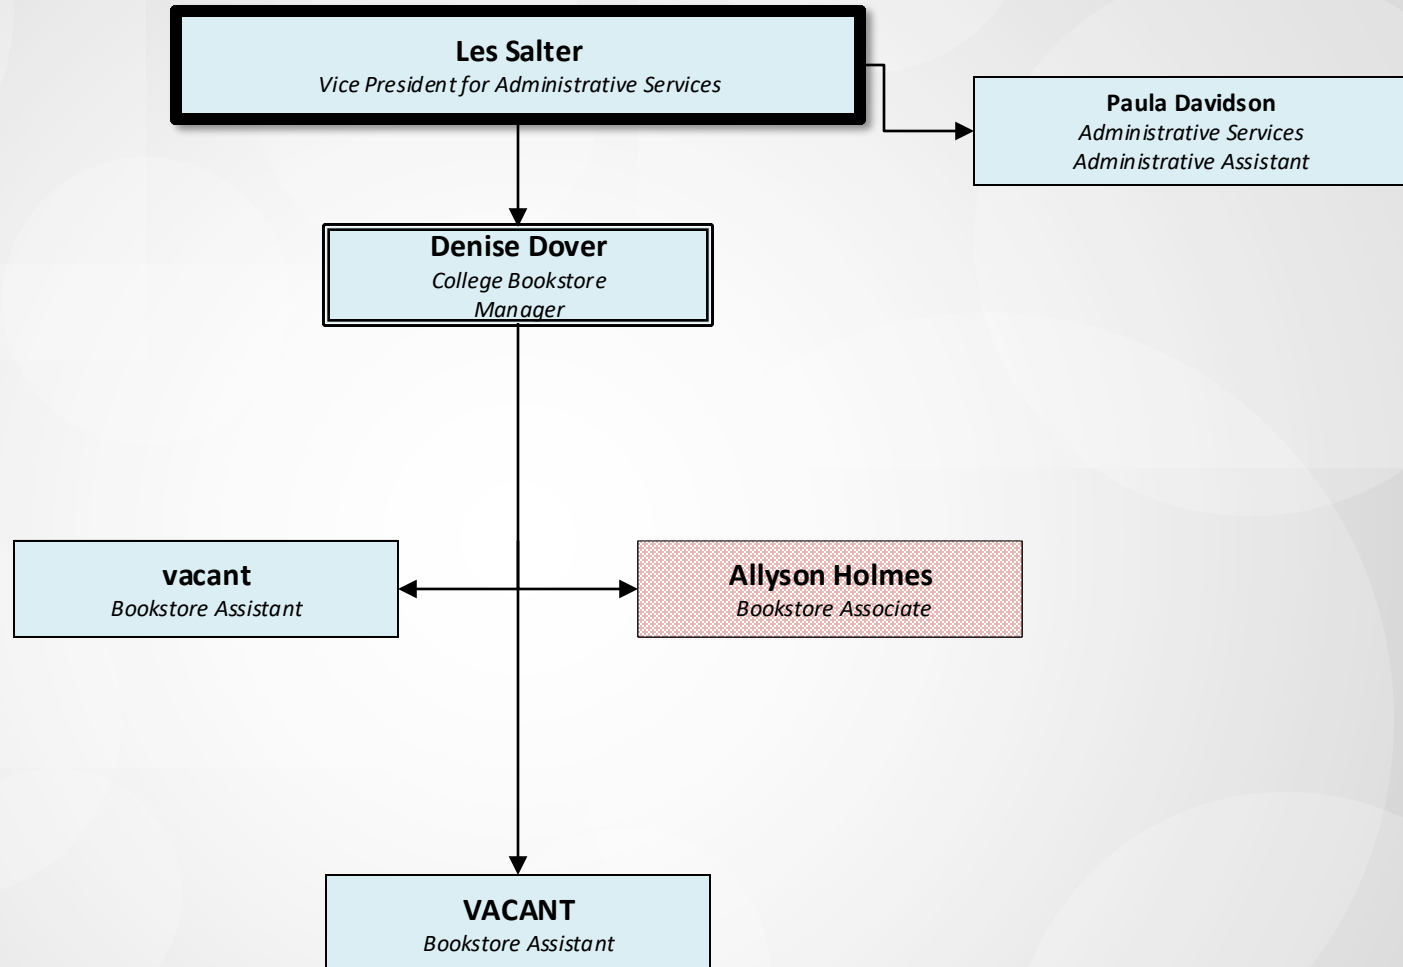 Les Salter
Vice President for Administrative Services
Paula Davidson
Administrative Services
Administrative Assistant
Denise Dover
College Bookstore
Manager
vacant
Bookstore Assistant
Allyson Holmes
Bookstore Associate
VACANT
Bookstore Assistant